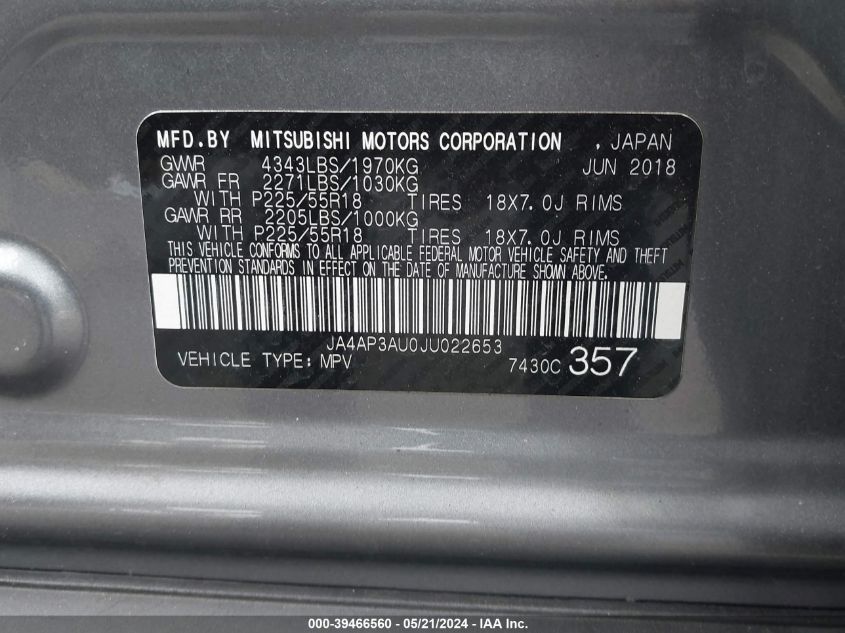 MFD.BY MITSUBISHI MOTORS CORPORATION , JAPAN
GVWR 4343LBS/1970KG JUN 2018
GAWR FR 2271LBS/1030KG
WITH P225/55R18 TIRES 18X7.0J RIMS
GAWR RR 2205LBS/1000KG
WITH P225/55R18 TIRES 18X7.0J RIMS
THIS VEHICLE CONFORMS TO ALL APPLICABLE FEDERAL MOTOR VEHICLE SAFETY AND THEFT
PREVENTION STANDARDS IN EFFECT ON THE DATE OF MANUFACTURE SHOWN ABOVE.
JA4AP3AU0JU022653
VEHICLE TYPE: MPV 7430C 357
000-39466560 - 05/21/2024 - IAA Inc.